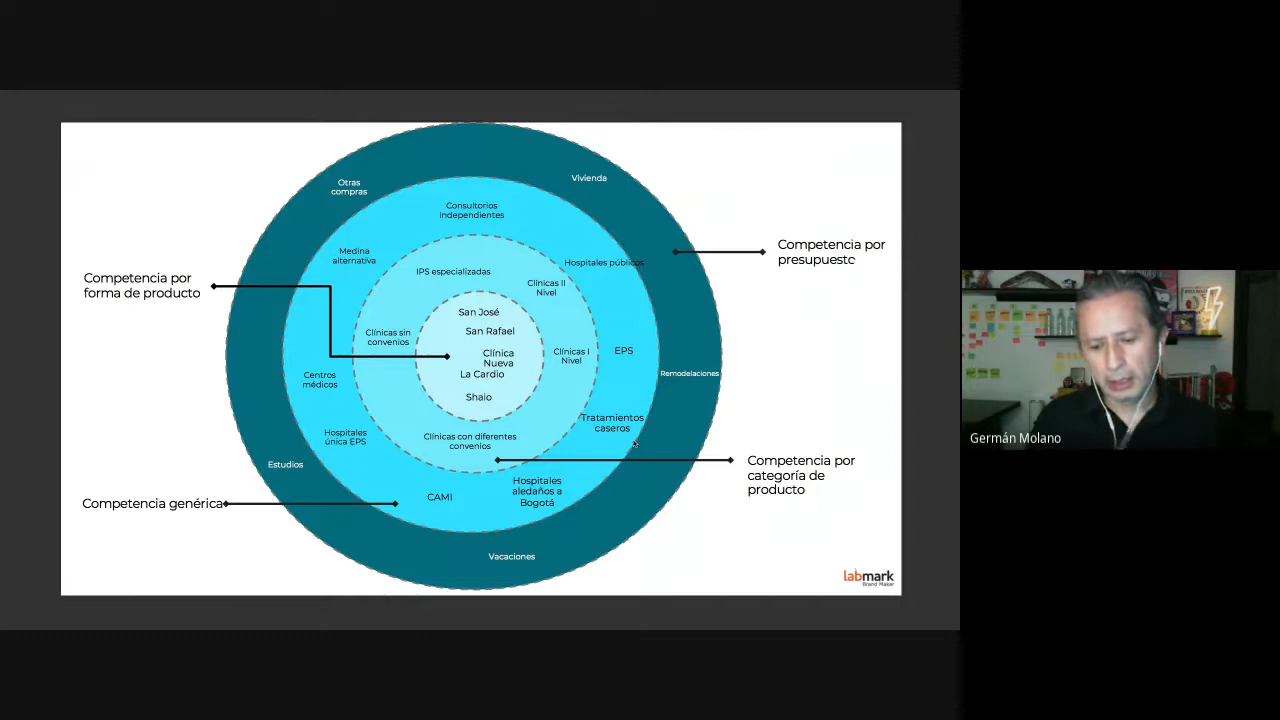 Otras
compras
Vivienda
Consultorios
Independientes
Medina
alternativa
Hospitales públicos
IPS especializadas
Clínicas II
Nivel
Competencia por
presupuesto
Competencia por
forma de producto
San José
San Rafael
Clínicas sin
convenios
Clínica
Nueva
La Cardio
Clínicas I
Nivel
EPS
Centros
médicos
Remodelaciones
Shaio
Tratamientos
caseros
Hospitales
única EPS
Clínicas con diferentes
convenios
Estudios
Competencia por
categoría de
producto
Competencia genérica
CAMI
Hospitales
aledaños a
Bogotá
Vacaciones
labmark
Brand Maker
Germán Molano